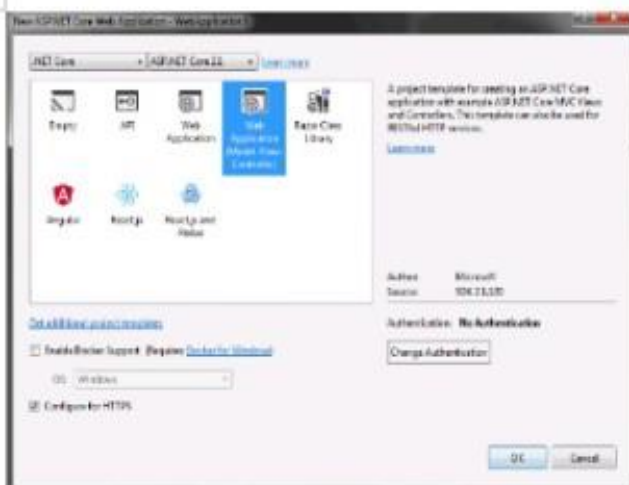 New ASP.NET Core Web Application - WebApplication1
.NET Core
ASP.NET Core 2.1
Learn more
Empty
API
Web Application
Web Application (Model-View-Controller)
Razor Class Library
Angular
React.js
React.js and Redux
A project template for creating an ASP.NET Core
application with example ASP.NET Core MVC Views
and Controllers. This template can also be used for
RESTful HTTP services.
Learn more
Author: Microsoft
Source:
Get additional project templates
Authentication: No Authentication
Change Authentication
Enable Docker Support (Requires Docker for Windows)
OS: Windows
Configure for HTTPS
OK
Cancel